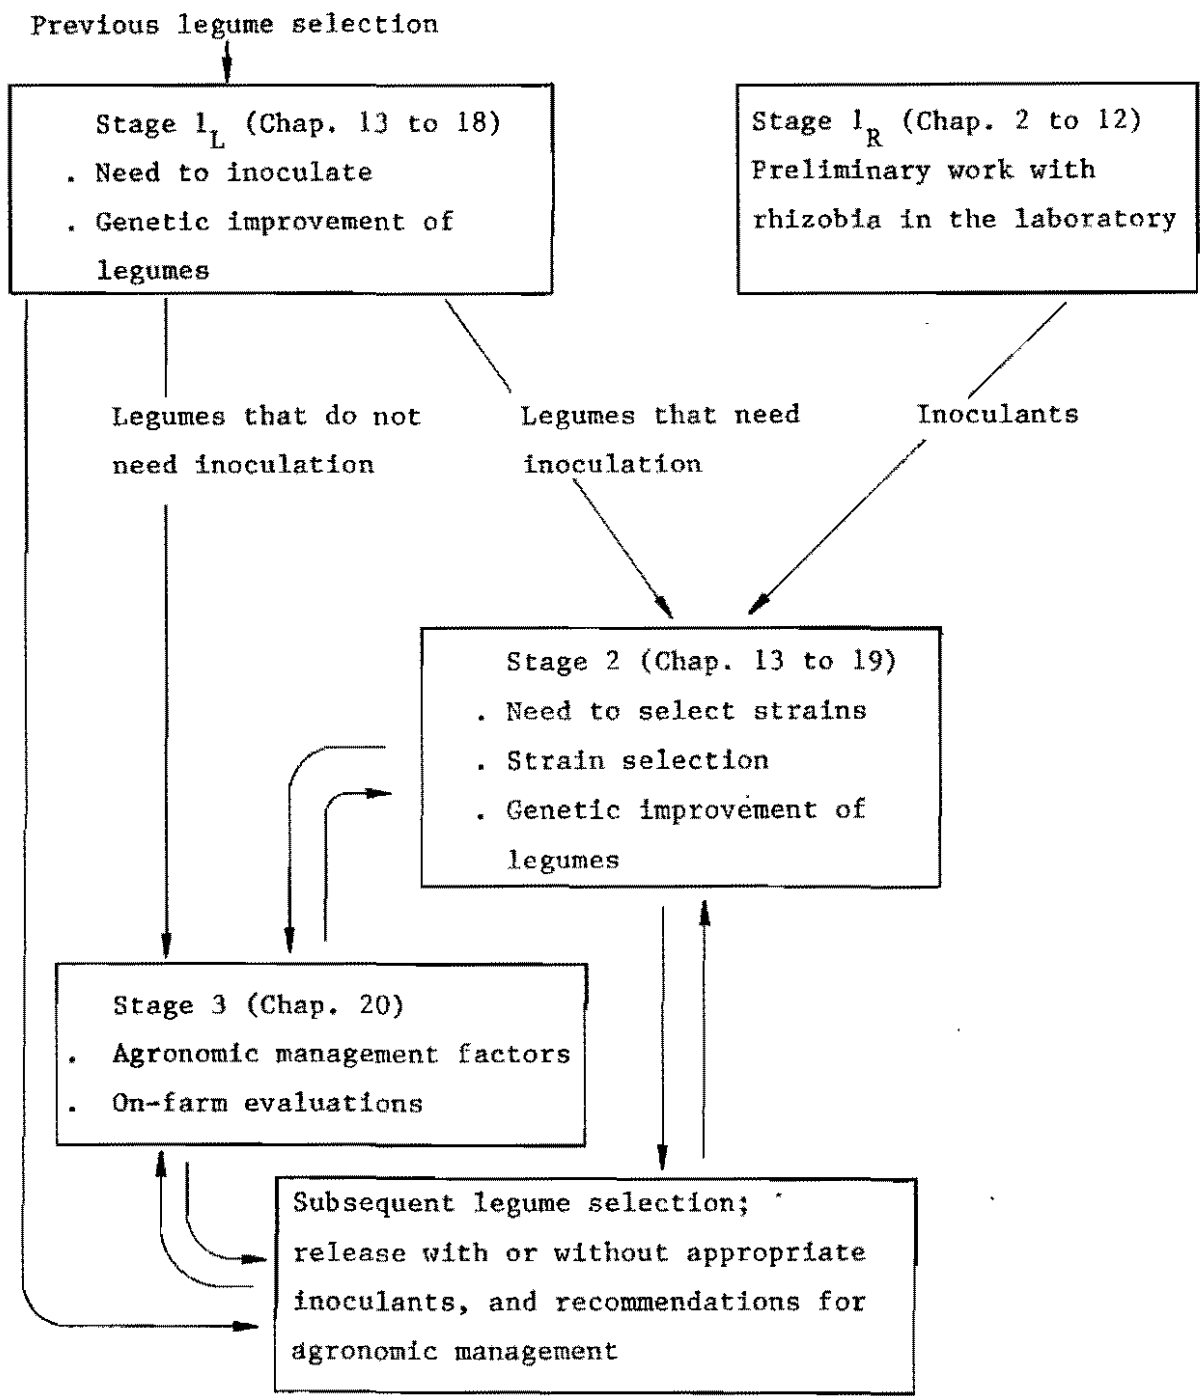 Previous legume selection
Stage 1L (Chap. 13 to 18)
. Need to inoculate
. Genetic improvement of
legumes
Stage 1R (Chap. 2 to 12)
Preliminary work with
rhizobia in the laboratory
Legumes that do not
need inoculation
Legumes that need
inoculation
Inoculants
Stage 2 (Chap. 13 to 19)
. Need to select strains
. Strain selection
. Genetic improvement of
legumes
Stage 3 (Chap. 20)
. Agronomic management factors
. On-farm evaluations
Subsequent legume selection;
release with or without appropriate
inoculants, and recommendations for
agronomic management